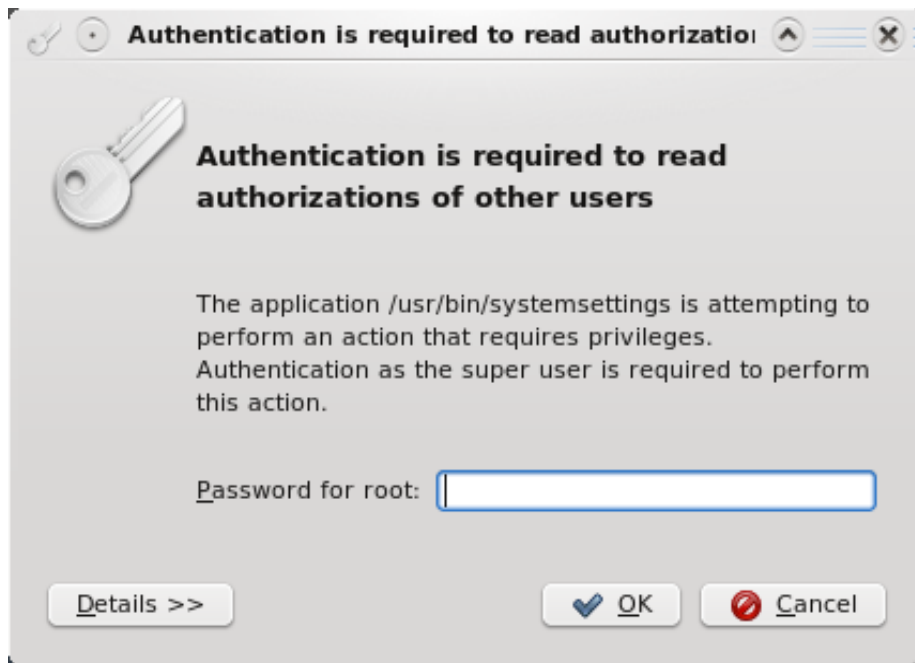 Authentication is required to read authorizatio
Authentication is required to read
authorizations of other users
The application /usr/bin/systemsettings is attempting to
perform an action that requires privileges.
Authentication as the super user is required to perform
this action.
Password for root:
Details >>
OK
Cancel